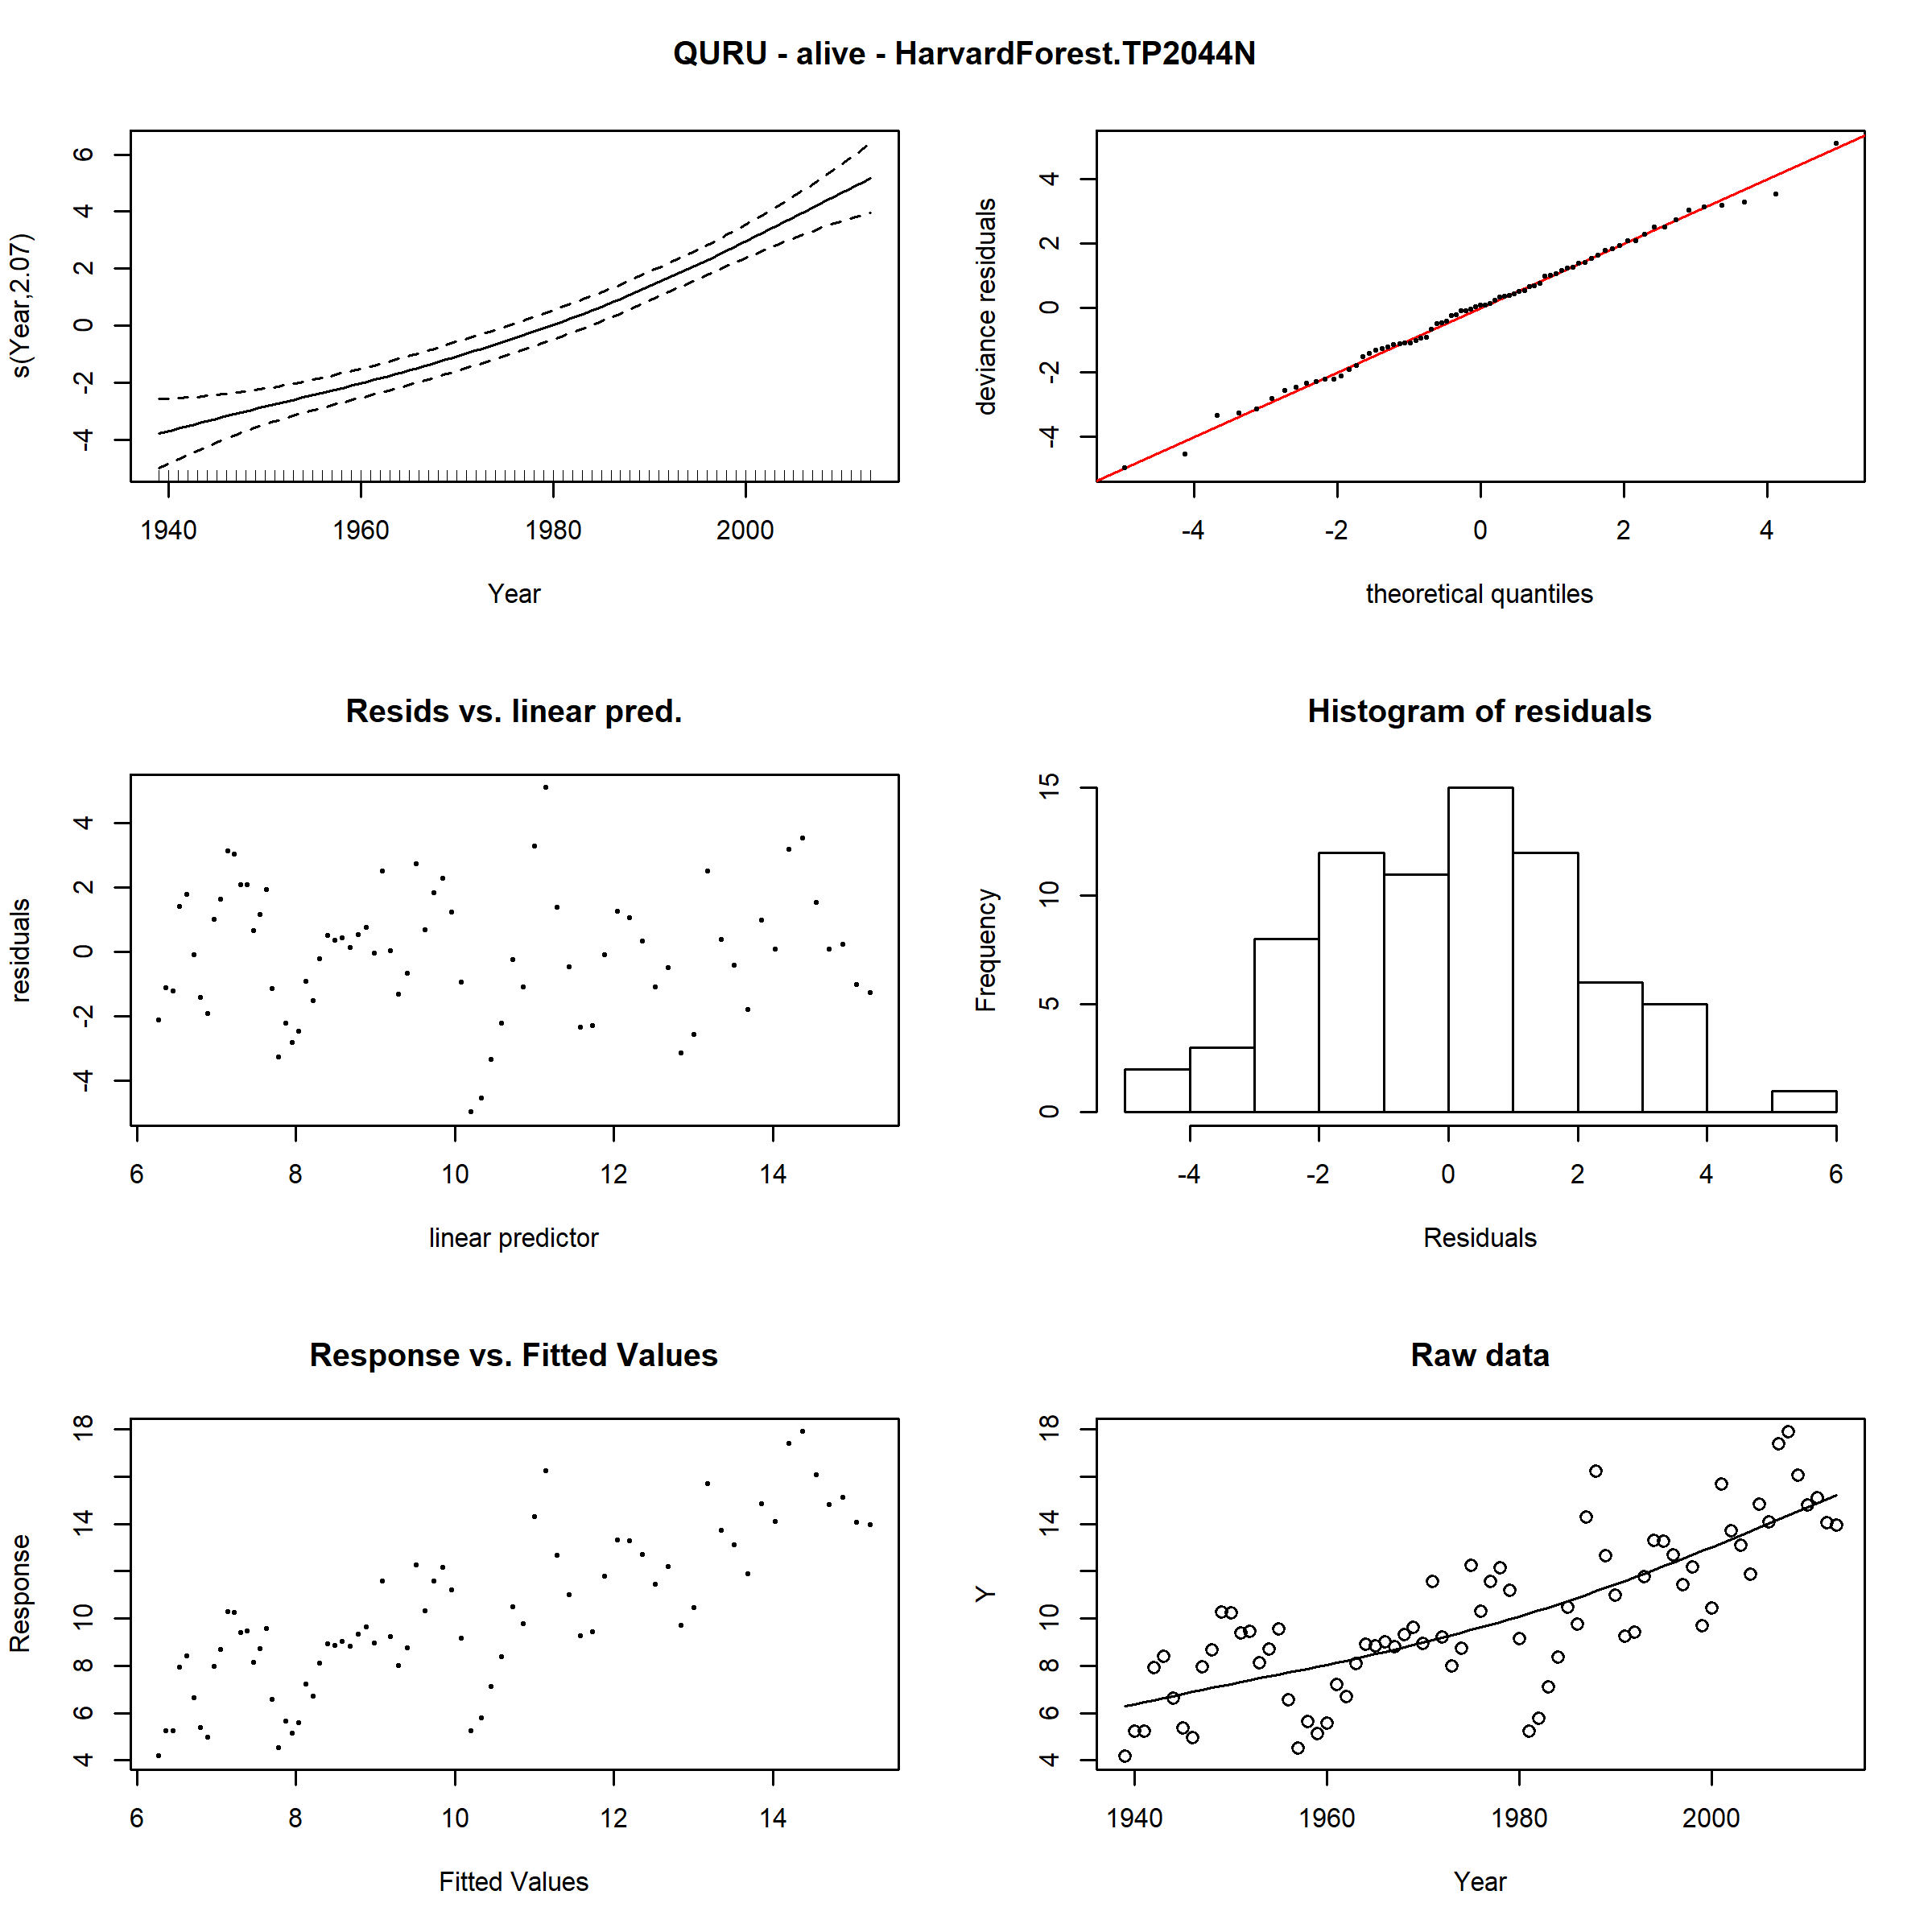 QURU - alive - HarvardForest.TP2044N
s(Year,2.07)
6
4
2
0
-2
-4
1940 1960 1980 2000
Year
deviance residuals
4
2
0
-2
-4
-4 -2 0 2 4
theoretical quantiles
Resids vs. linear pred.
residuals
4
2
0
-2
-4
6 8 10 12 14
linear predictor
Histogram of residuals
Frequency
15
10
5
0
-4 -2 0 2 4 6
Residuals
Response vs. Fitted Values
Response
18
14
10
8
6
4
6 8 10 12 14
Fitted Values
Raw data
Y
18
14
10
8
6
4
1940 1960 1980 2000
Year